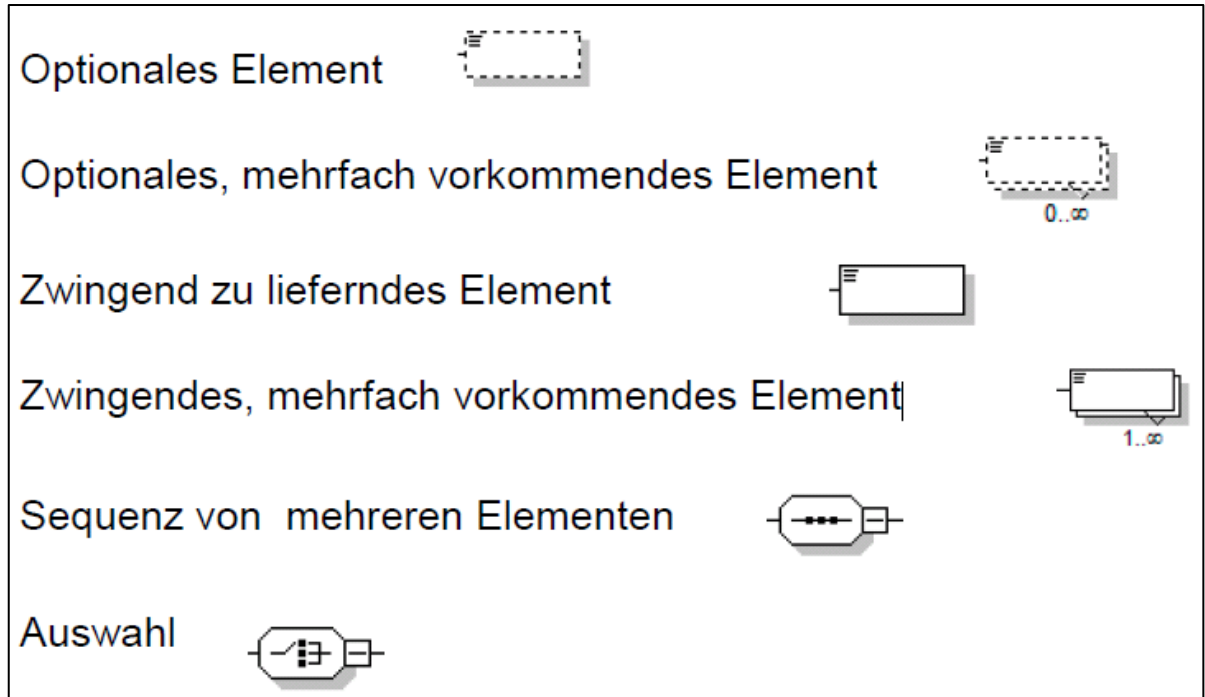 Optionales Element
Optionales, mehrfach vorkommendes Element
0..∞
Zwingend zu lieferndes Element
Zwingendes, mehrfach vorkommendes Element
1..∞
Sequenz von  mehreren Elementen
Auswahl